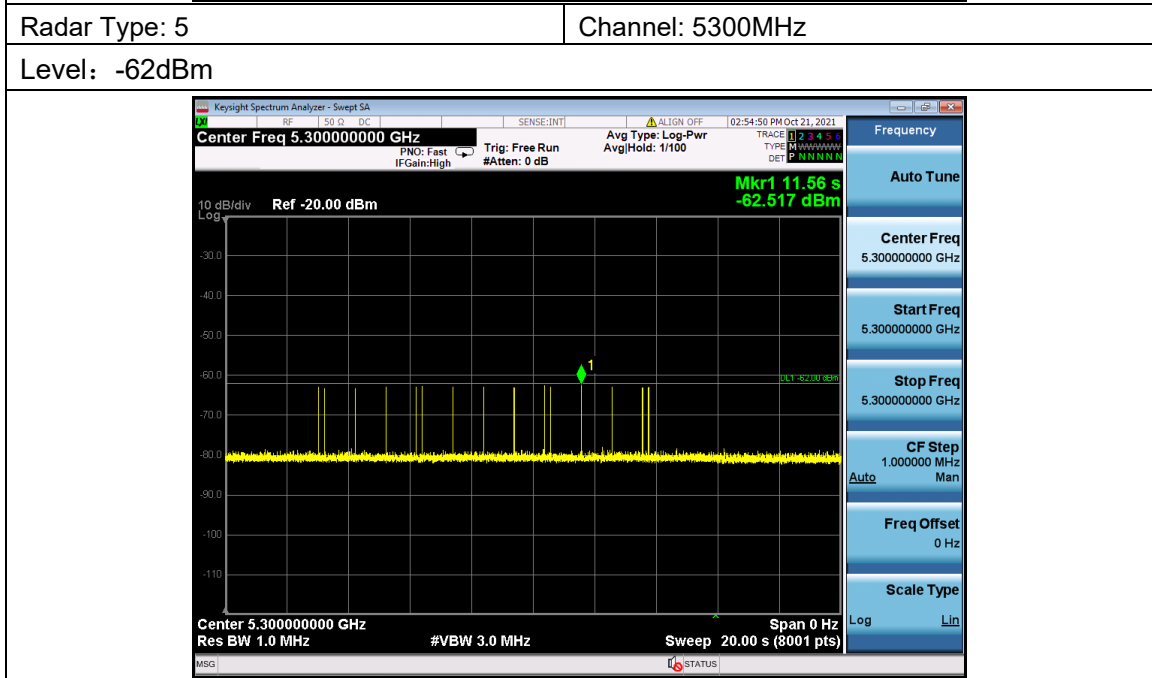 Radar Type: 5
Channel: 5300MHz
Level：-62dBm
Keysight Spectrum Analyzer - Swept SA
LXI RF 50 Ω DC SENSE:INT ALIGN OFF 02:54:50 PM Oct 21, 2021
Center Freq 5.300000000 GHz
PNO: Fast
IFGain:High
Trig: Free Run
#Atten: 0 dB
Avg Type: Log-Pwr
Avg|Hold: 1/100
TRACE 1 2 3 4 5 6
TYPE M WWWWW
DET P N N N N N
Mkr1 11.56 s
-62.517 dBm
10 dB/div Ref -20.00 dBm
Log
-30.0
-40.0
-50.0
-60.0
-70.0
-80.0
-90.0
-100
-110
1
DL1 -62.00 dBm
Center 5.300000000 GHz Span 0 Hz
Res BW 1.0 MHz #VBW 3.0 MHz Sweep 20.00 s (8001 pts)
MSG STATUS
Frequency
Auto Tune
Center Freq
5.300000000 GHz
Start Freq
5.300000000 GHz
Stop Freq
5.300000000 GHz
CF Step
1.000000 MHz
Auto Man
Freq Offset
0 Hz
Scale Type
Log Lin